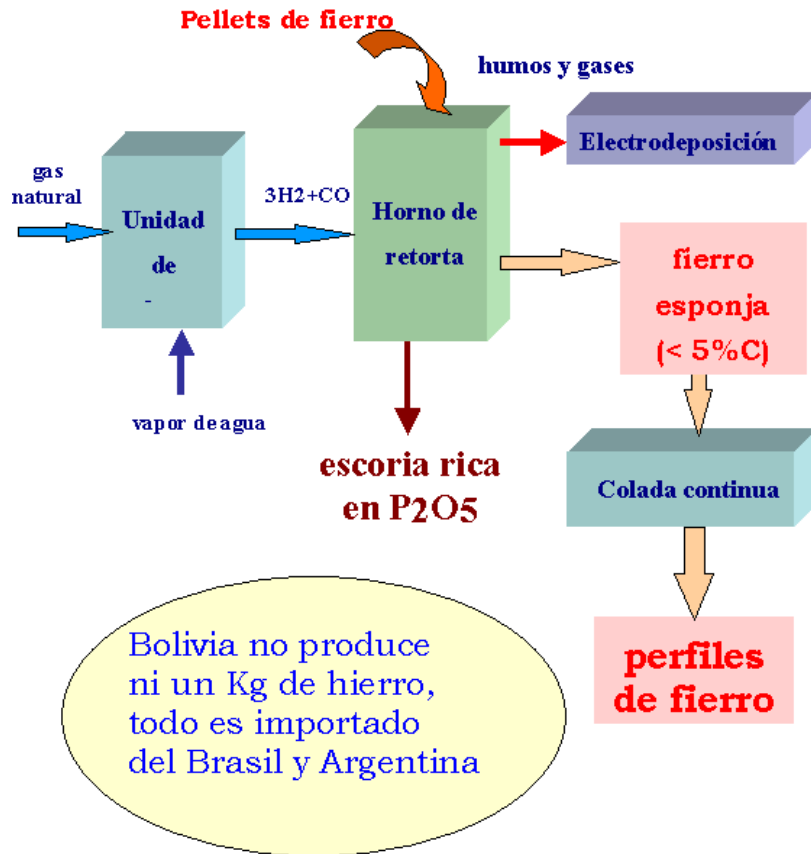 Pellets de fierro
humos y gases
Electrodeposición
gas
natural
Unidad
de
-
3H2+CO
Horno de
retorta
fierro
esponja
(< 5%C)
vapor de agua
escoria rica
en P2O5
Colada continua
perfiles
de fierro
Bolivia no produce
ni un Kg de hierro,
todo es importado
del Brasil y Argentina